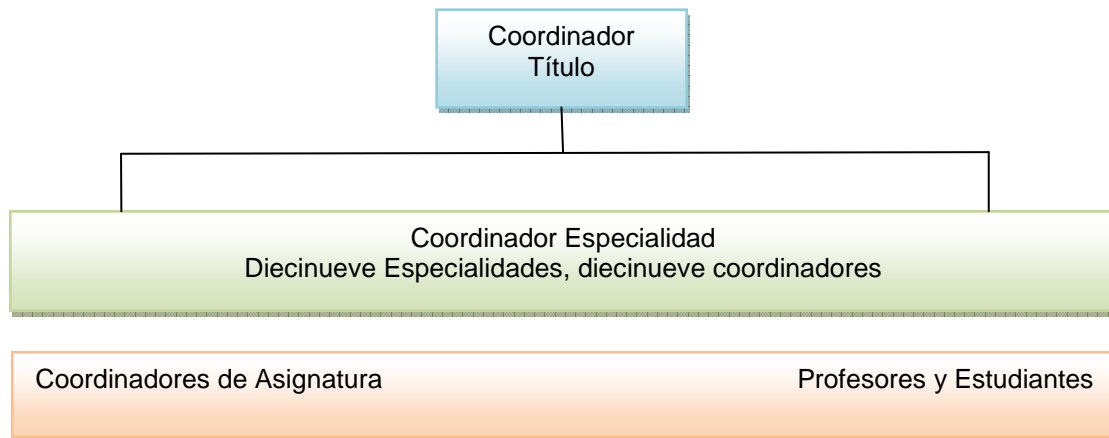 Coordinador
Título
Coordinador Especialidad
Diecinueve Especialidades, diecinueve coordinadores
Coordinadores de Asignatura
Profesores y Estudiantes